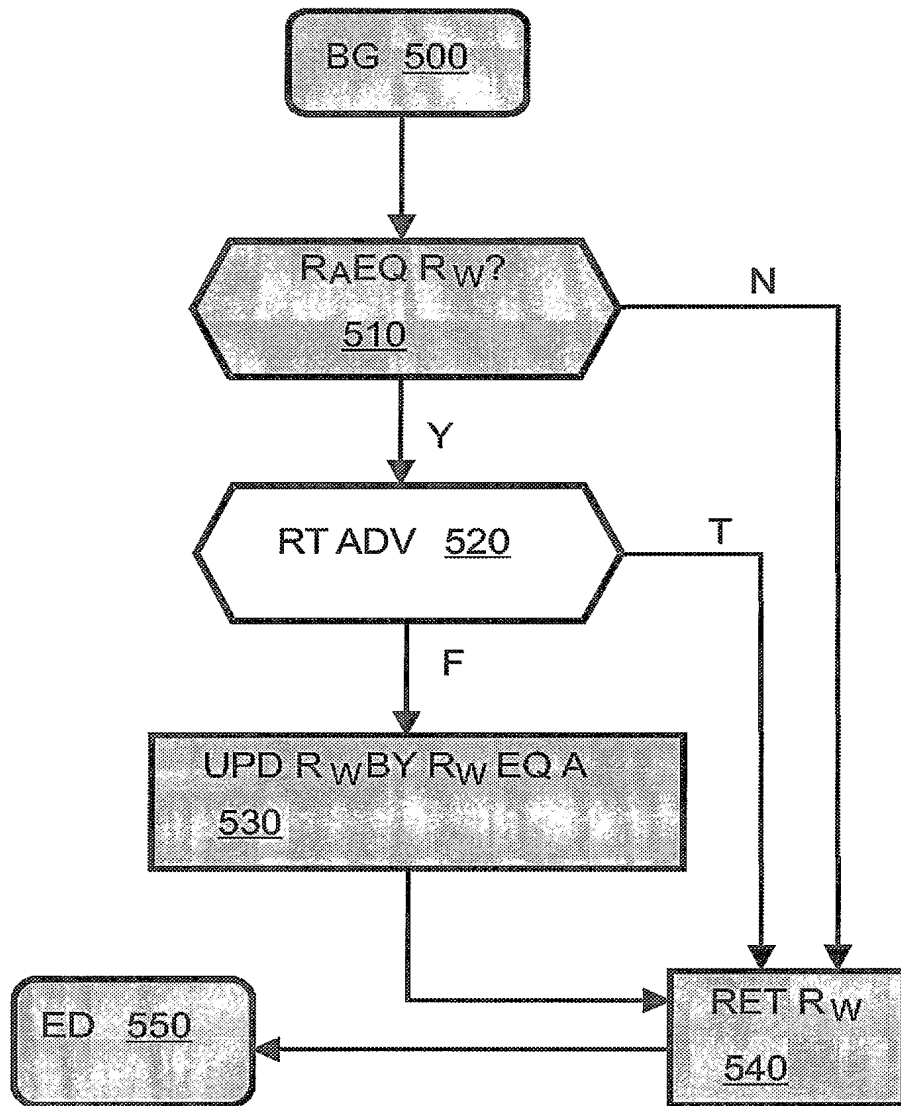 BG 500
RAEQ RW?
510
N
Y
RT ADV 520
T
F
UPD RWBY RW EQ A
530
RET RW
540
ED 550